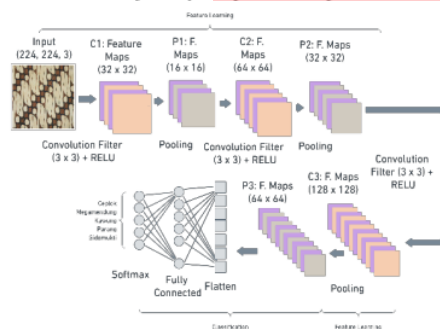 Feature Learning
Input
(224, 224, 3)
C1: Feature
Maps
(32 x 32)
P1: F.
Maps
(16 x 16)
C2: F.
Maps
(64 x 64)
P2: F. Maps
(32 x 32)
Convolution Filter
(3 x 3) + RELU
Pooling
Convolution Filter
(3 x 3) + RELU
Pooling
Convolution
Filter (3 x 3) +
RELU
C3: F. Maps
(128 x 128)
P3: F. Maps
(64 x 64)
Pooling
Ceplok
Megamendung
Kawung
Parang
Sidomukti
Softmax
Fully
Connected
Flatten
Classification
Feature Learning